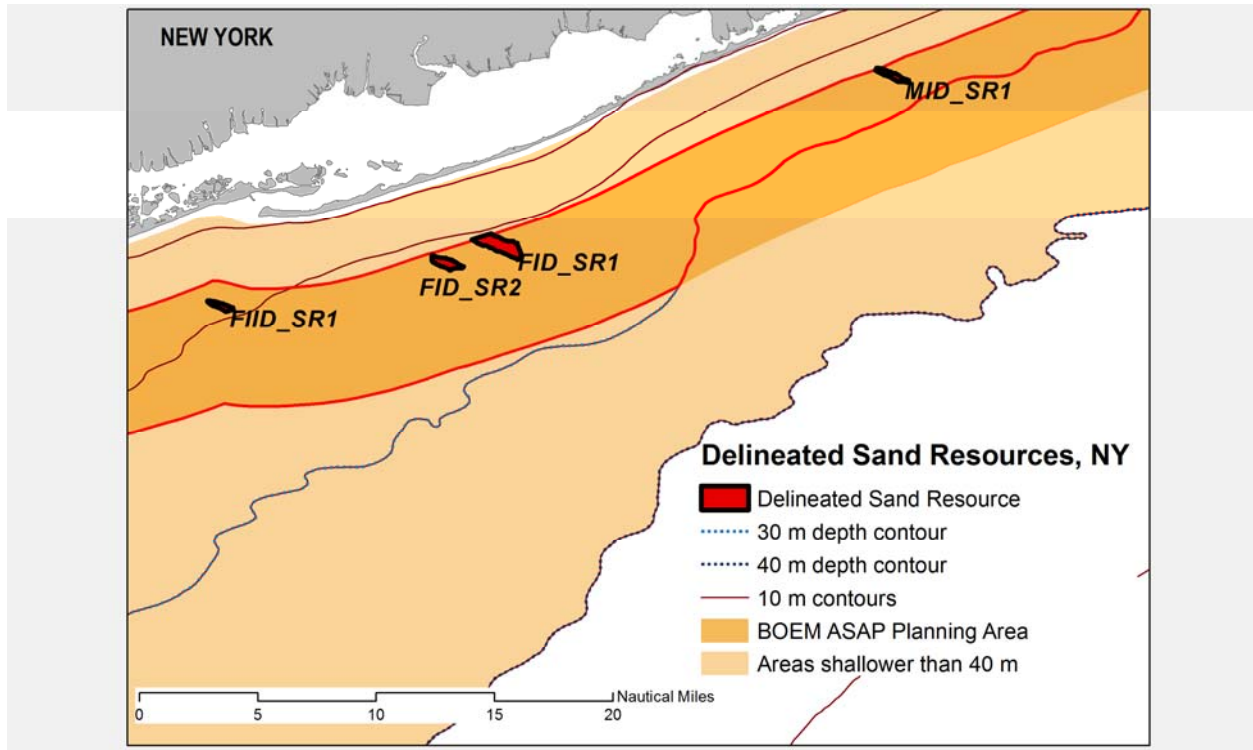 NEW YORK
MID_SR1
FID_SR1
FID_SR2
FIID_SR1
Delineated Sand Resources, NY
Delineated Sand Resource
30 m depth contour
40 m depth contour
10 m contours
BOEM ASAP Planning Area
Areas shallower than 40 m
Nautical Miles
0 5 10 15 20